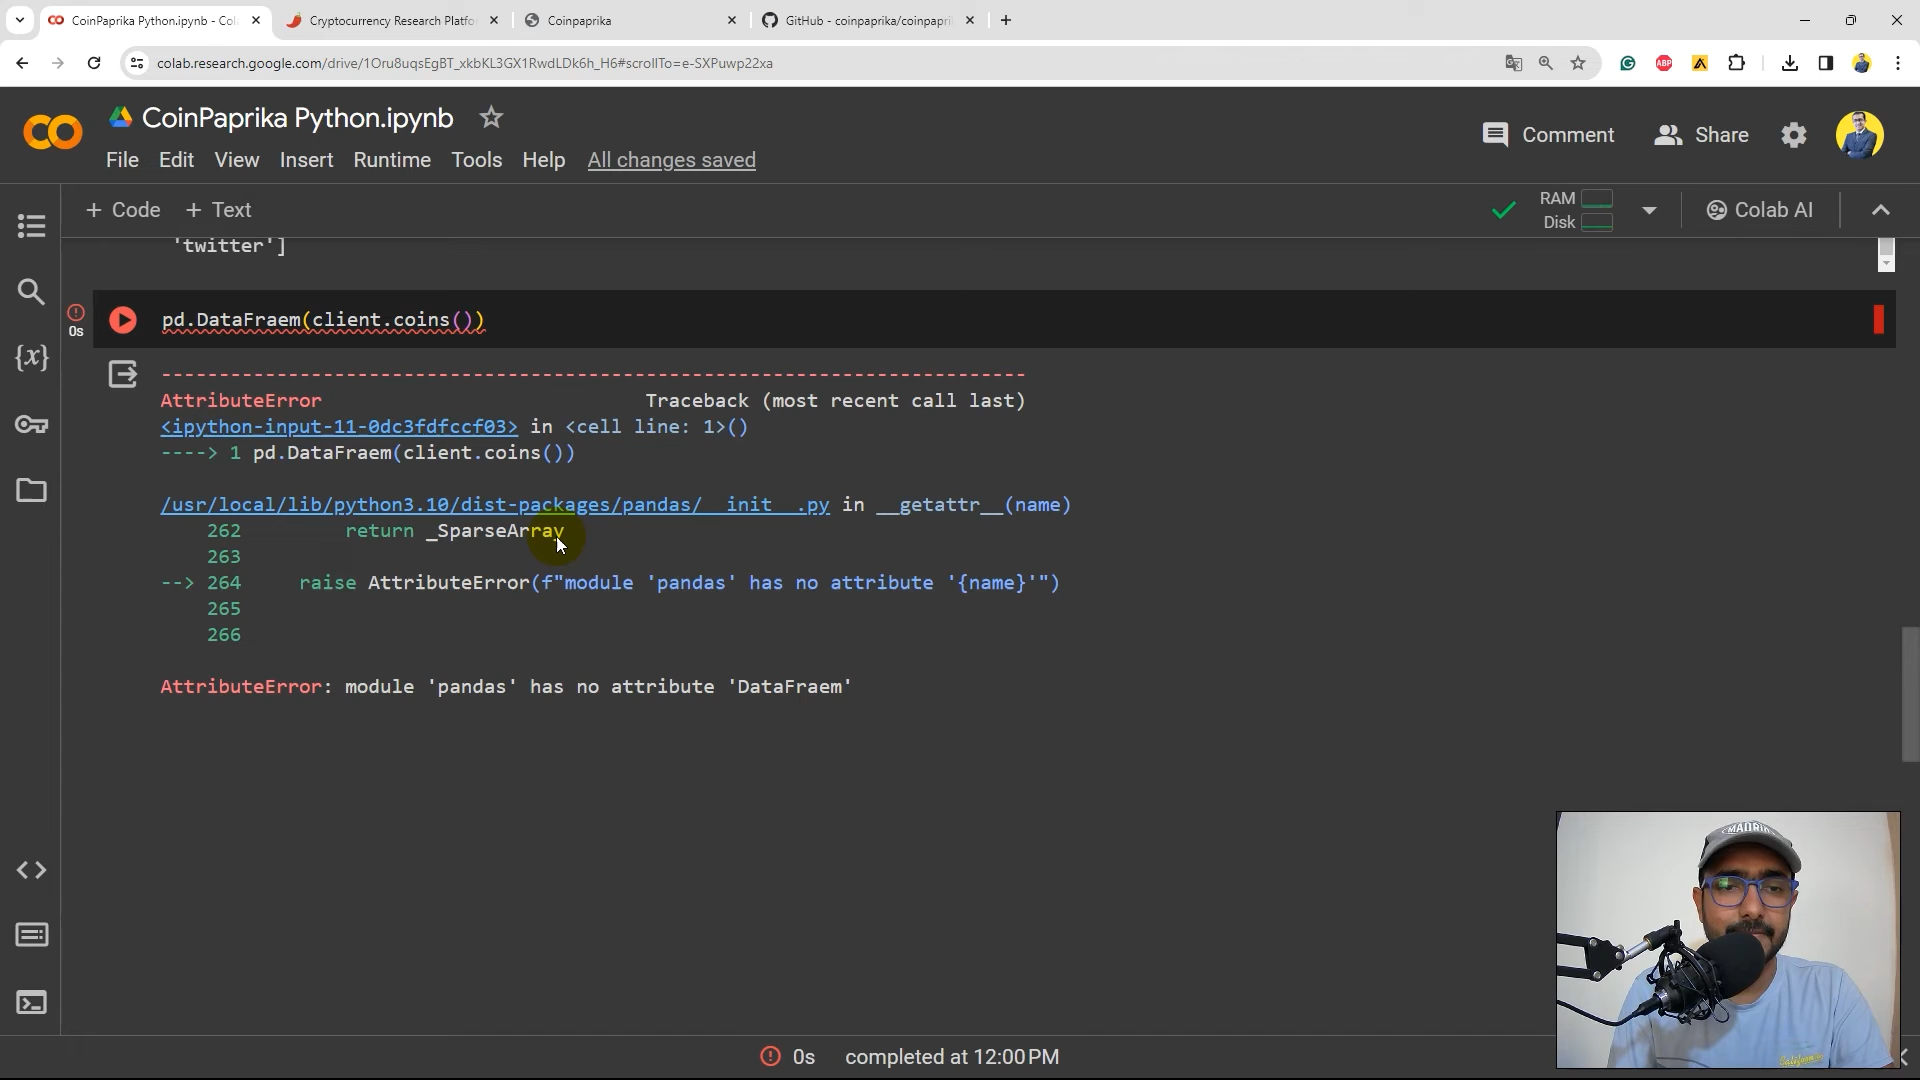 CoinPaprika Python.ipynb - Col
Cryptocurrency Research Platfo
Coinpaprika
GitHub - coinpaprika/coinpapri
colab.research.google.com/drive/1Oru8uqsEgBT_xkbKL3GX1RwdLDk6h_H6#scrollTo=e-SXPuwp22xa
ABP
CoinPaprika Python.ipynb
Comment
Share
File Edit View Insert Runtime Tools Help All changes saved
+ Code + Text
RAM
Disk
Colab AI
'twitter']
{x}
0s
pd.DataFraem(client.coins())
---------------------------------------------------------------------------
AttributeError Traceback (most recent call last)
<ipython-input-11-0dc3fdfccf03> in <cell line: 1>()
----> 1 pd.DataFraem(client.coins())
/usr/local/lib/python3.10/dist-packages/pandas/__init__.py in __getattr__(name)
262 return _SparseArray
263
--> 264 raise AttributeError(f"module 'pandas' has no attribute '{name}'")
265
266
AttributeError: module 'pandas' has no attribute 'DataFraem'
MADRID
California
0s completed at 12:00 PM